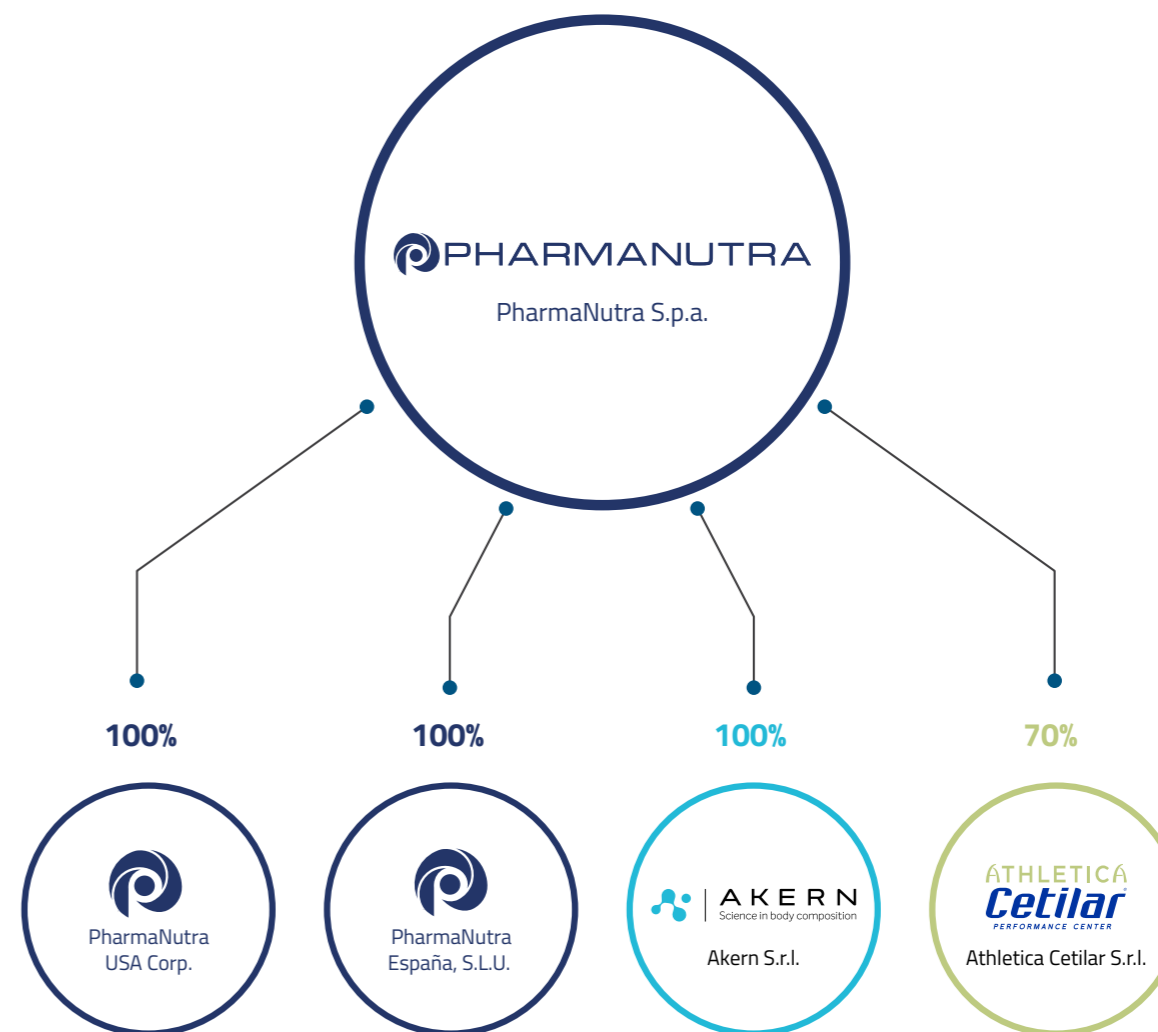 PHARMANUTRA
PharmaNutra S.p.a.
100%
100%
100%
70%
PharmaNutra
USA Corp.
PharmaNutra
España, S.L.U.
AKERN
Science in body composition
Akern S.r.l.
ATHLETICA
Cetilar®
PERFORMANCE CENTER
Athletica Cetilar S.r.l.